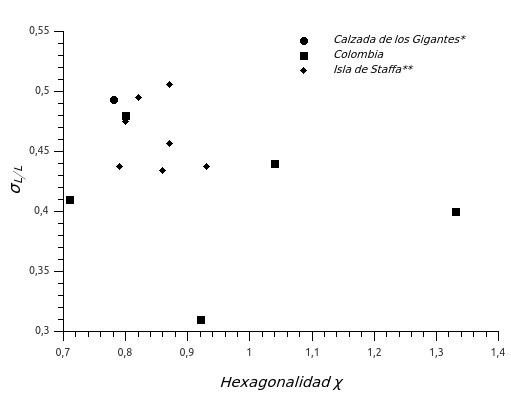 0,55
0,5
0,45
0,4
0,35
0,3
0,7
0,8
0,9
1
1,1
1,2
1,3
1,4
σL/L
Hexagonalidad χ
Calzada de los Gigantes*
Colombia
Isla de Staffa**